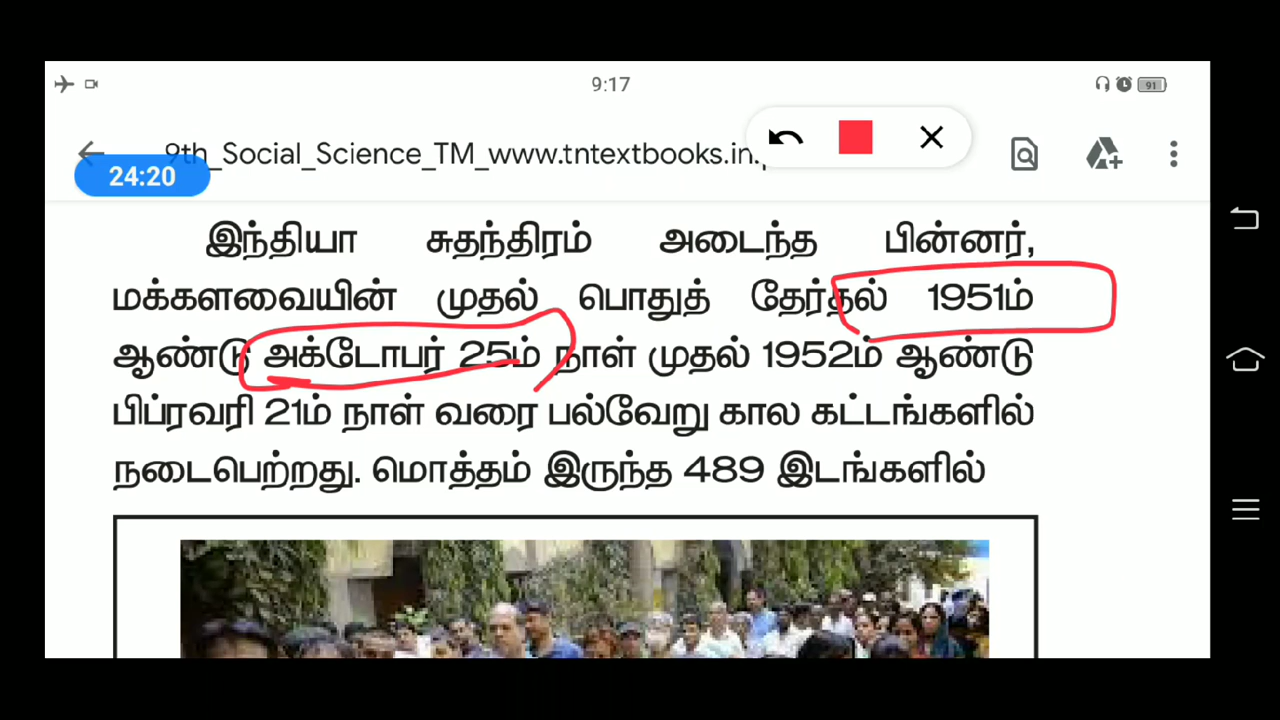 9:17
91
9th_Social_Science_TM_www.tntextbooks.in.
24:20
இந்தியா சுதந்திரம் அடைந்த பின்னர்,
மக்களவையின் முதல் பொதுத் தேர்தல் 1951ம்
ஆண்டு அக்டோபர் 25ம் நாள் முதல் 1952ம் ஆண்டு
பிப்ரவரி 21ம் நாள் வரை பல்வேறு கால கட்டங்களில்
நடைபெற்றது. மொத்தம் இருந்த 489 இடங்களில்